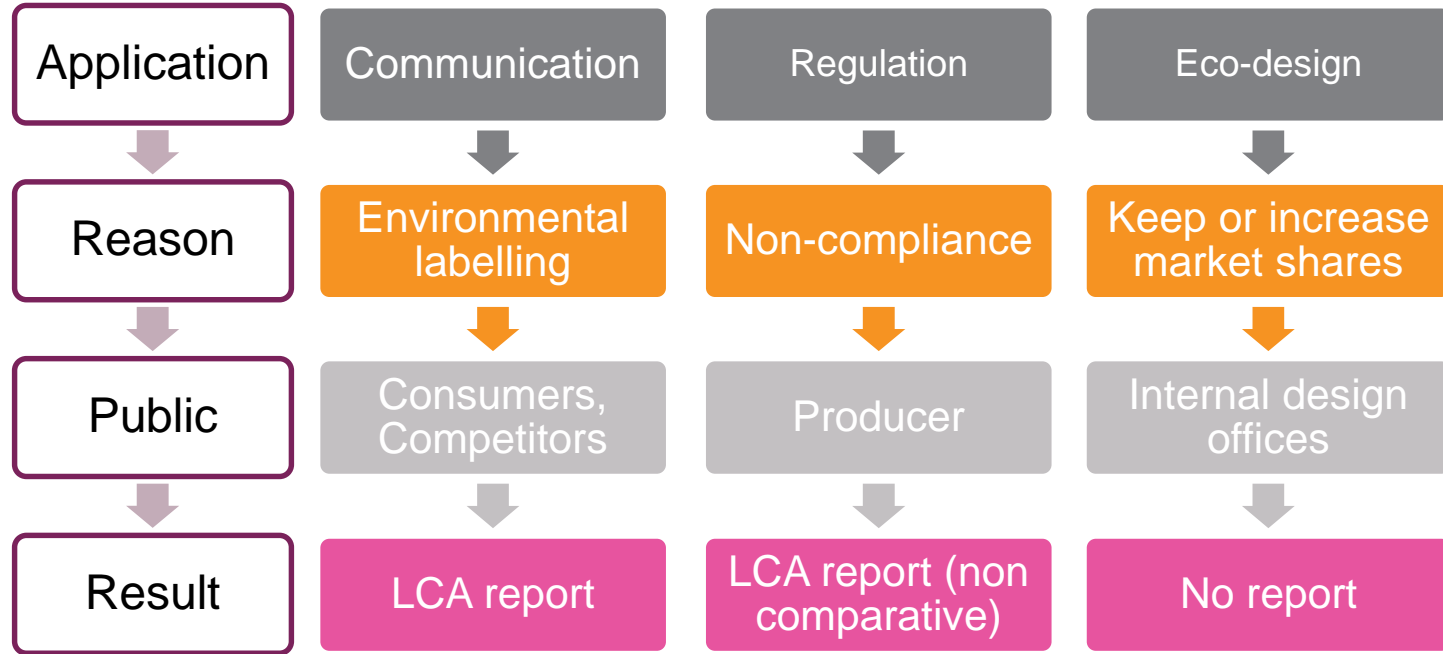 Application
Communication
Regulation
Eco-design
Reason
Environmental
labelling
Non-compliance
Keep or increase
market shares
Public
Consumers,
Competitors
Producer
Internal design
offices
Result
LCA report
LCA report (non
comparative)
No report